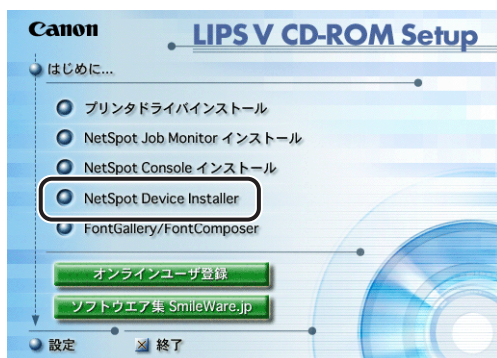 Canon
LIPS V CD-ROM Setup
はじめに...
プリンタドライバインストール
NetSpot Job Monitor インストール
NetSpot Console インストール
NetSpot Device Installer
FontGallery/FontComposer
オンラインユーザ登録
ソフトウエア集 SmileWare.jp
設定
終了